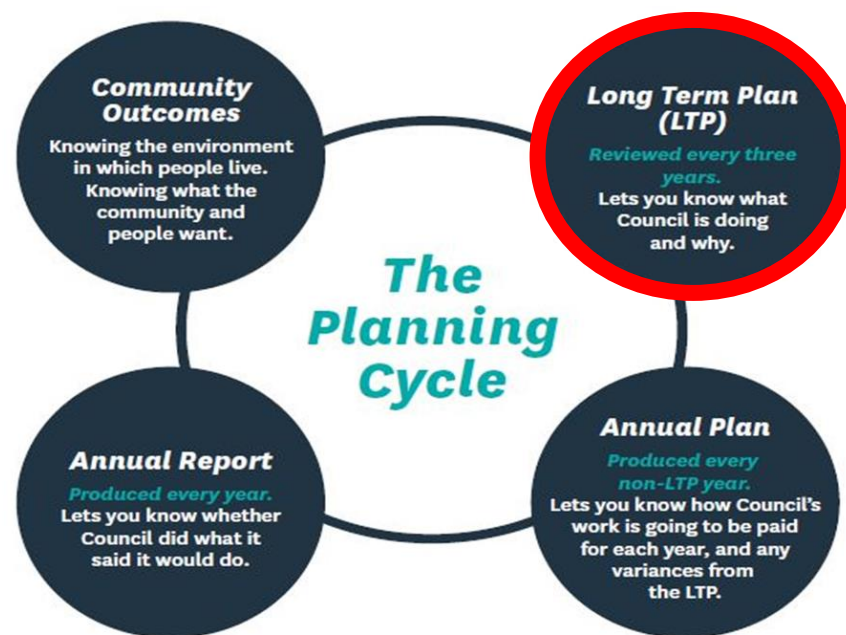 Community
Outcomes
Knowing the environment
in which people live.
Knowing what the
community and
people want.
Long Term Plan
(LTP)
Reviewed every three
years.
Lets you know what
Council is doing
and why.
The
Planning
Cycle
Annual Report
Produced every year.
Lets you know whether
Council did what it
said it would do.
Annual Plan
Produced every
non-LTP year.
Lets you know how Council's
work is going to be paid
for each year, and any
variances from
the LTP.